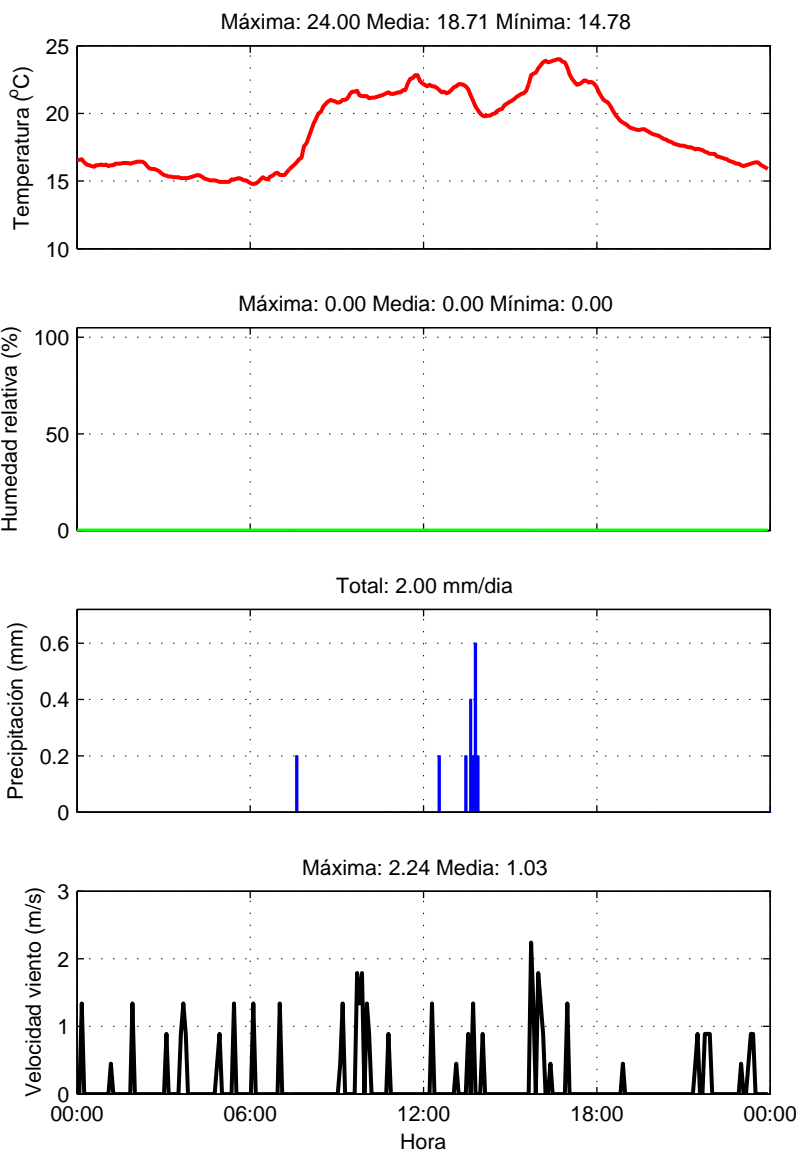 Máxima: 24.00 Media: 18.71 Mínima: 14.78
25
20
15
10
Temperatura (ºC)
Máxima: 0.00 Media: 0.00 Mínima: 0.00
100
50
0
Humedad relativa (%)
Total: 2.00 mm/dia
0.6
0.4
0.2
0
Precipitación (mm)
Máxima: 2.24 Media: 1.03
3
2
1
0
Velocidad viento (m/s)
00:00 06:00 12:00 18:00 00:00
Hora